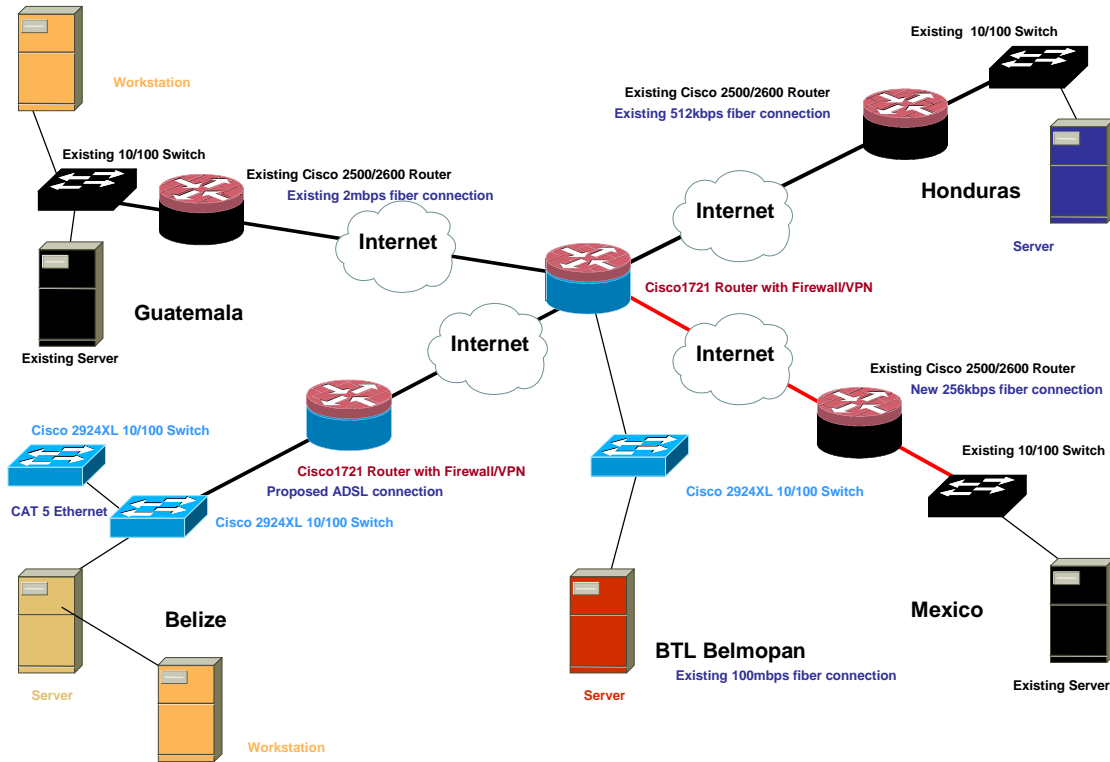 Existing 10/100 Switch
Workstation
Existing Cisco 2500/2600 Router
Existing 512kbps fiber connection
Existing 10/100 Switch
Existing Cisco 2500/2600 Router
Existing 2mbps fiber connection
Honduras
Internet
Internet
Server
Cisco1721 Router with Firewall/VPN
Guatemala
Existing Server
Internet
Internet
Existing Cisco 2500/2600 Router
New 256kbps fiber connection
Cisco 2924XL 10/100 Switch
Existing 10/100 Switch
Cisco1721 Router with Firewall/VPN
Proposed ADSL connection
Cisco 2924XL 10/100 Switch
CAT 5 Ethernet
Cisco 2924XL 10/100 Switch
Belize
Mexico
BTL Belmopan
Existing 100mbps fiber connection
Server
Server
Existing Server
Workstation